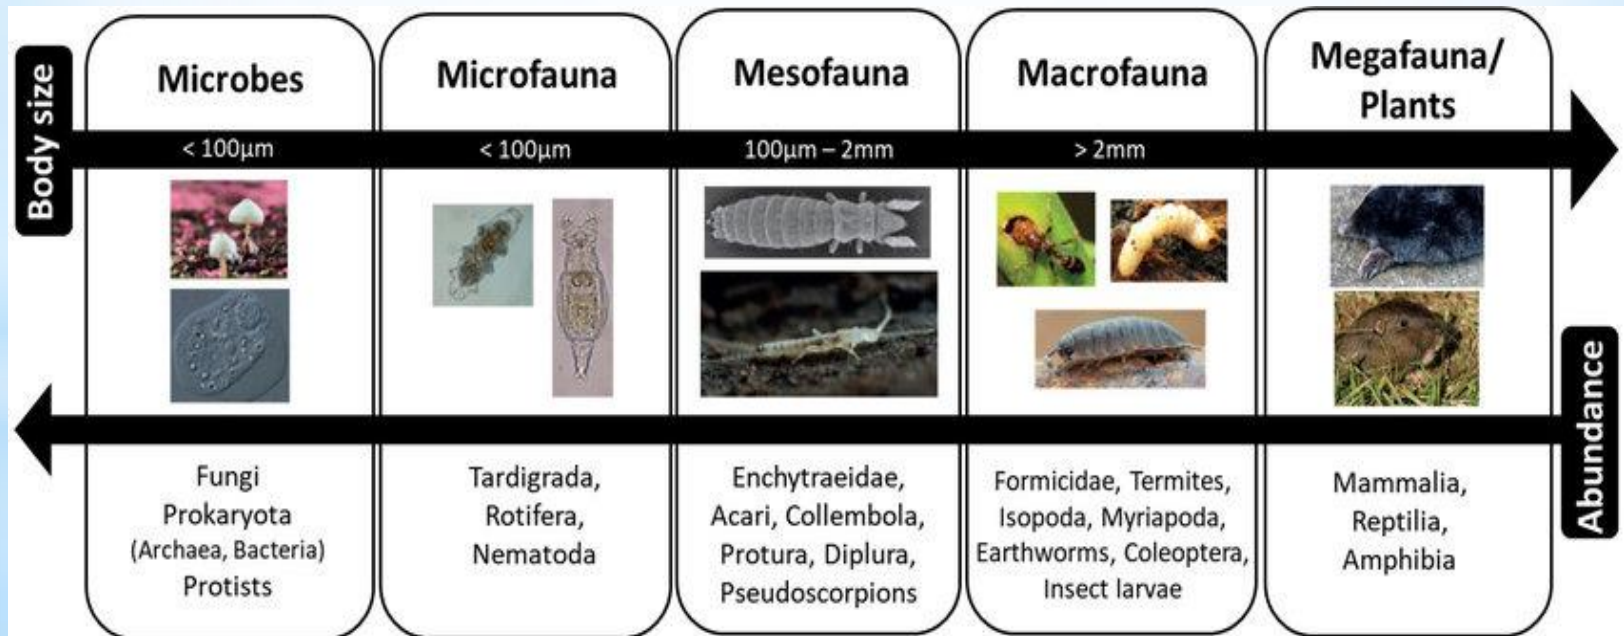 Body size
Microbes
< 100µm
Fungi
Prokaryota
(Archaea, Bacteria)
Protists
Microfauna
< 100µm
Tardigrada,
Rotifera,
Nematoda
Mesofauna
100µm – 2mm
Enchytraeidae,
Acari, Collembola,
Protura, Diplura,
Pseudoscorpions
Macrofauna
> 2mm
Formicidae, Termites,
Isopoda, Myriapoda,
Earthworms, Coleoptera,
Insect larvae
Megafauna/
Plants
Mammalia,
Reptilia,
Amphibia
Abundance